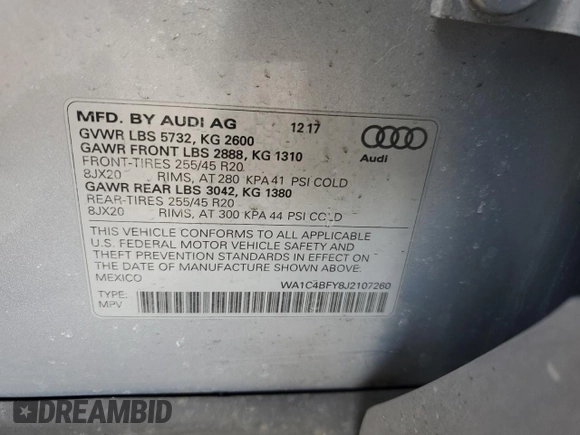 MFD. BY AUDI AG 12 17
GVWR LBS 5732, KG 2600
GAWR FRONT LBS 2888, KG 1310
FRONT-TIRES 255/45 R20
8JX20 RIMS, AT 280 KPA 41 PSI COLD
GAWR REAR LBS 3042, KG 1380
REAR-TIRES 255/45 R20
8JX20 RIMS, AT 300 KPA 44 PSI COLD
Audi
THIS VEHICLE CONFORMS TO ALL APPLICABLE
U.S. FEDERAL MOTOR VEHICLE SAFETY AND
THEFT PREVENTION STANDARDS IN EFFECT ON
THE DATE OF MANUFACTURE SHOWN ABOVE.
MEXICO WA1C4BFY8J2107260
TYPE:
MPV
DREAMBID